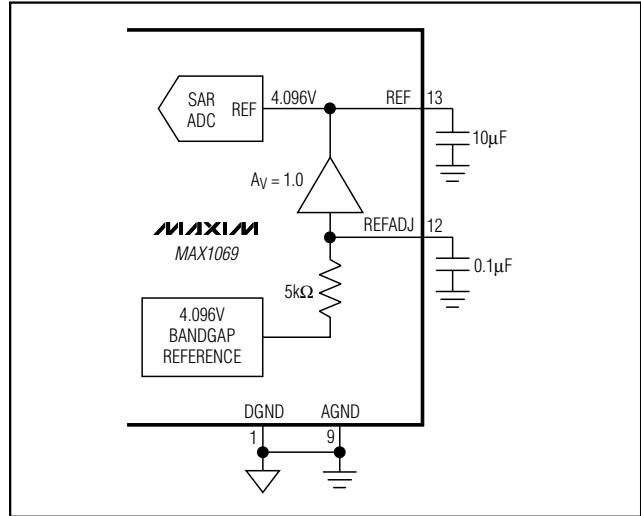 SAR
ADC
REF
4.096V
REF
13
10µF
AV = 1.0
MAXIM
MAX1069
REFADJ
12
0.1µF
5kΩ
4.096V
BANDGAP
REFERENCE
DGND
AGND
1
9